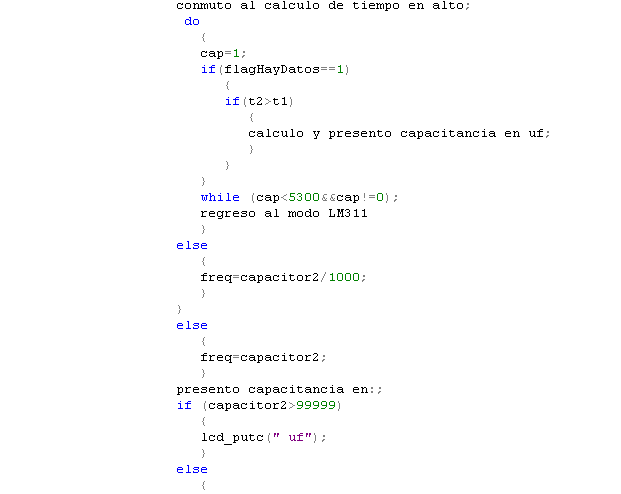 conmuto al calculo de tiempo en alto;
do
{
cap=1;
if(flagHayDatos==1)
{
if(t2>t1)
{
calculo y presento capacitancia en uf;
}
}
}
while (cap<5300&&cap!=0);
regreso al modo LM311
}
else
{
freq=capacitor2/1000;
}
}
else
{
freq=capacitor2;
}
presento capacitancia en:;
if (capacitor2>99999)
{
lcd_putc(" uf");
}
else
{